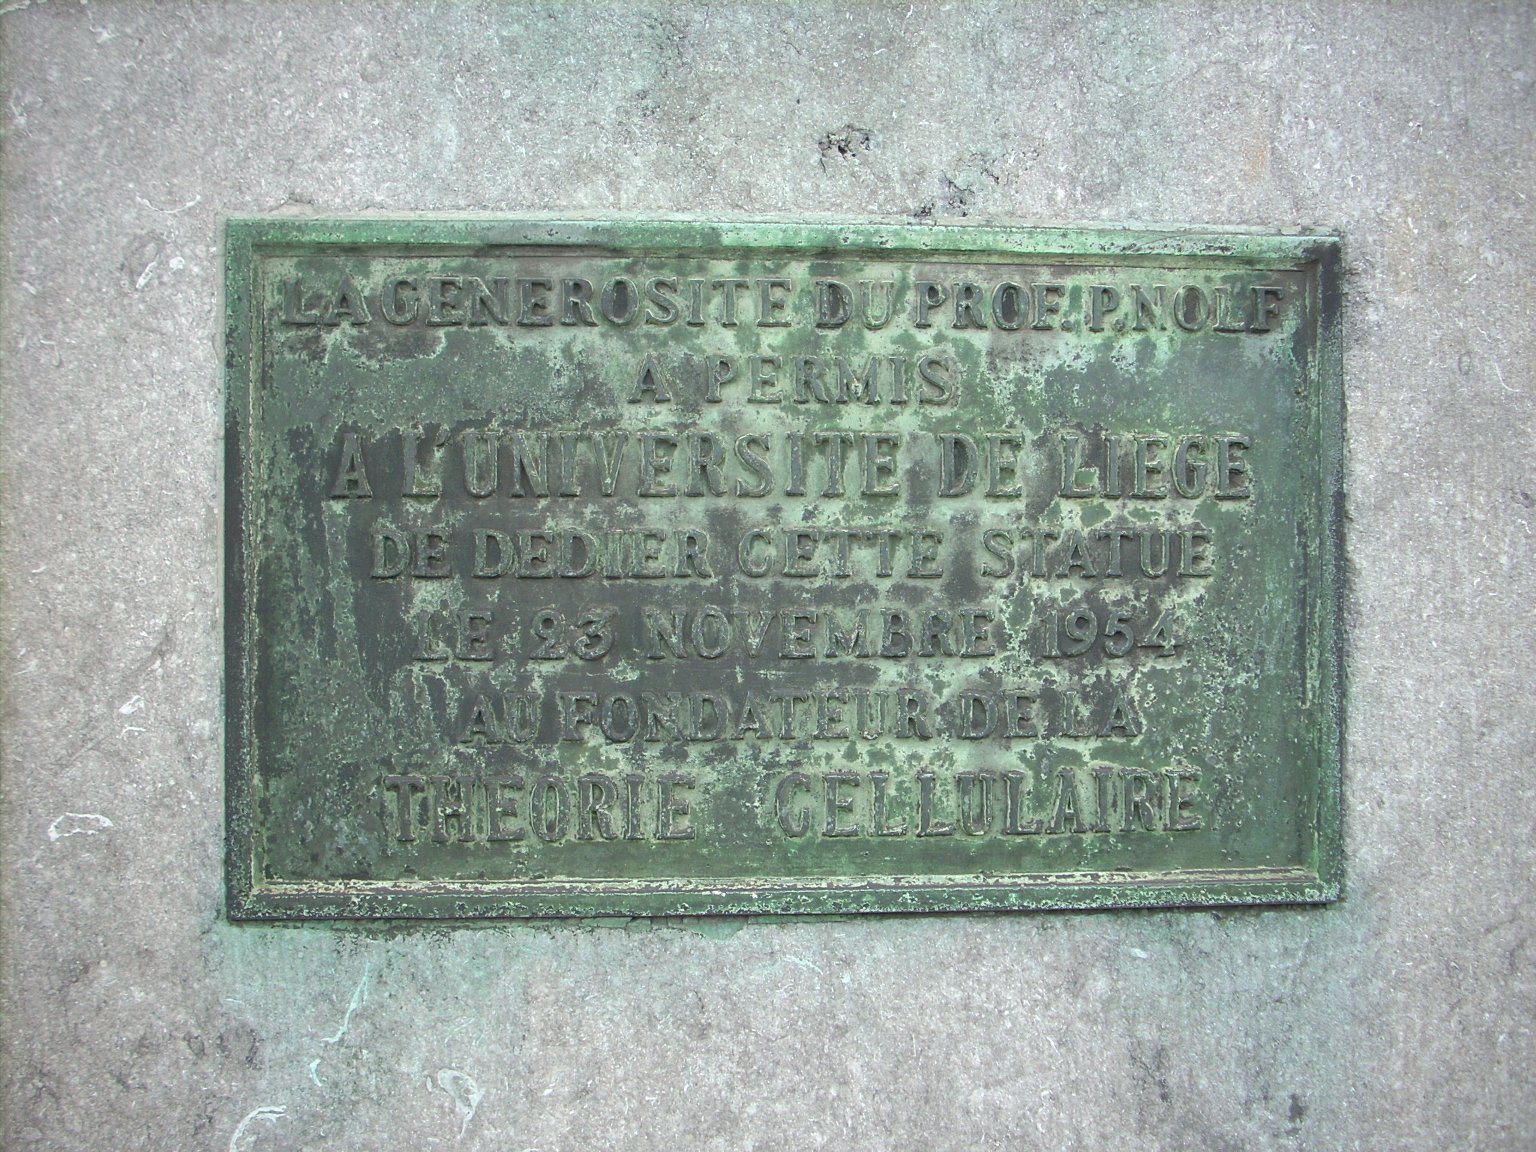 LA GENEROSITE DU PROF. P. NOLF
A PERMIS
A L'UNIVERSITE DE LIEGE
DE DEDIER CETTE STATUE
LE 23 NOVEMBRE 1954
AU FONDATEUR DE LA
THEORIE CELLULAIRE